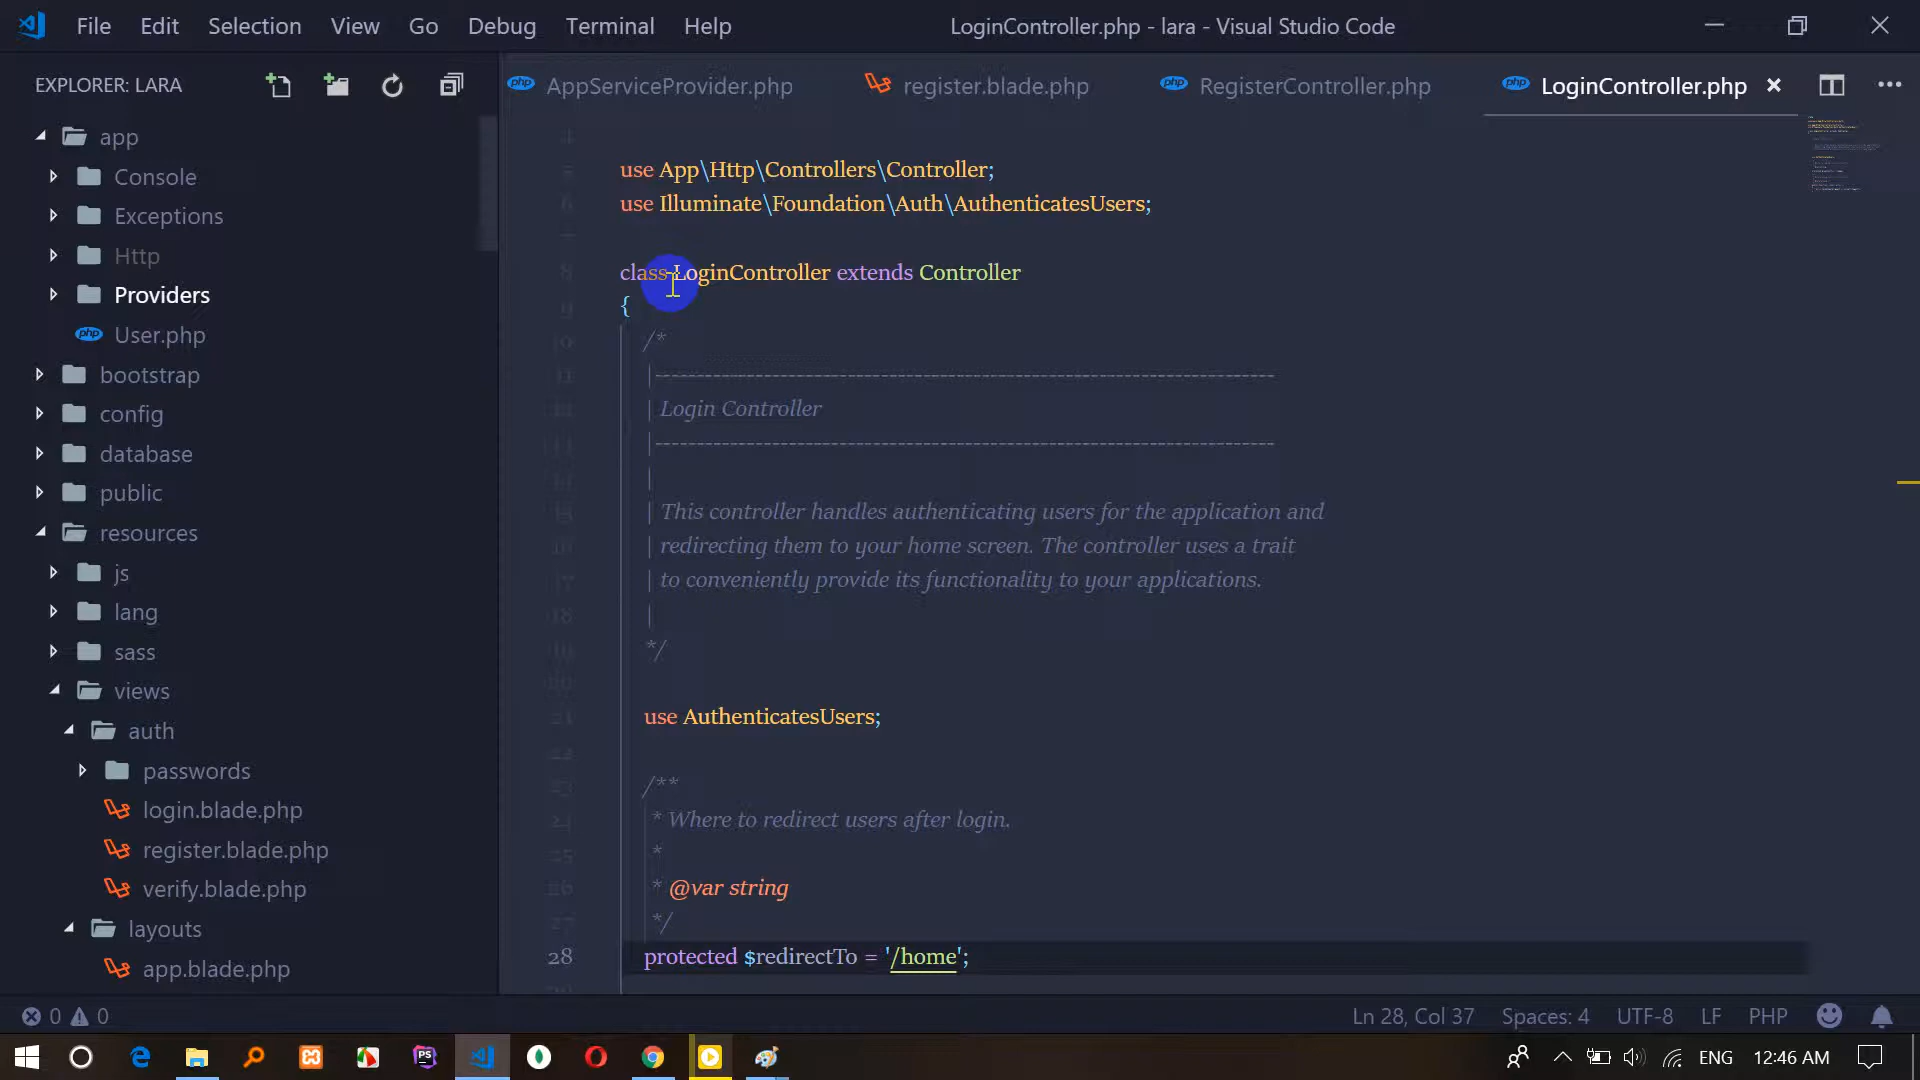 File Edit Selection View Go Debug Terminal Help
LoginController.php - lara - Visual Studio Code
EXPLORER: LARA
AppServiceProvider.php
register.blade.php
RegisterController.php
LoginController.php
app
Console
Exceptions
Http
Providers
User.php
bootstrap
config
database
public
resources
js
lang
sass
views
auth
passwords
login.blade.php
register.blade.php
verify.blade.php
layouts
app.blade.php
use App\Http\Controllers\Controller;
use Illuminate\Foundation\Auth\AuthenticatesUsers;
class LoginController extends Controller
{
/*
|--------------------------------------------------------------------------
| Login Controller
|--------------------------------------------------------------------------
|
| This controller handles authenticating users for the application and
| redirecting them to your home screen. The controller uses a trait
| to conveniently provide its functionality to your applications.
|
*/
use AuthenticatesUsers;
/**
* Where to redirect users after login.
*
* @var string
*/
28 protected $redirectTo = '/home';
0 0
Ln 28, Col 37 Spaces: 4 UTF-8 LF PHP
PS
ENG 12:46 AM